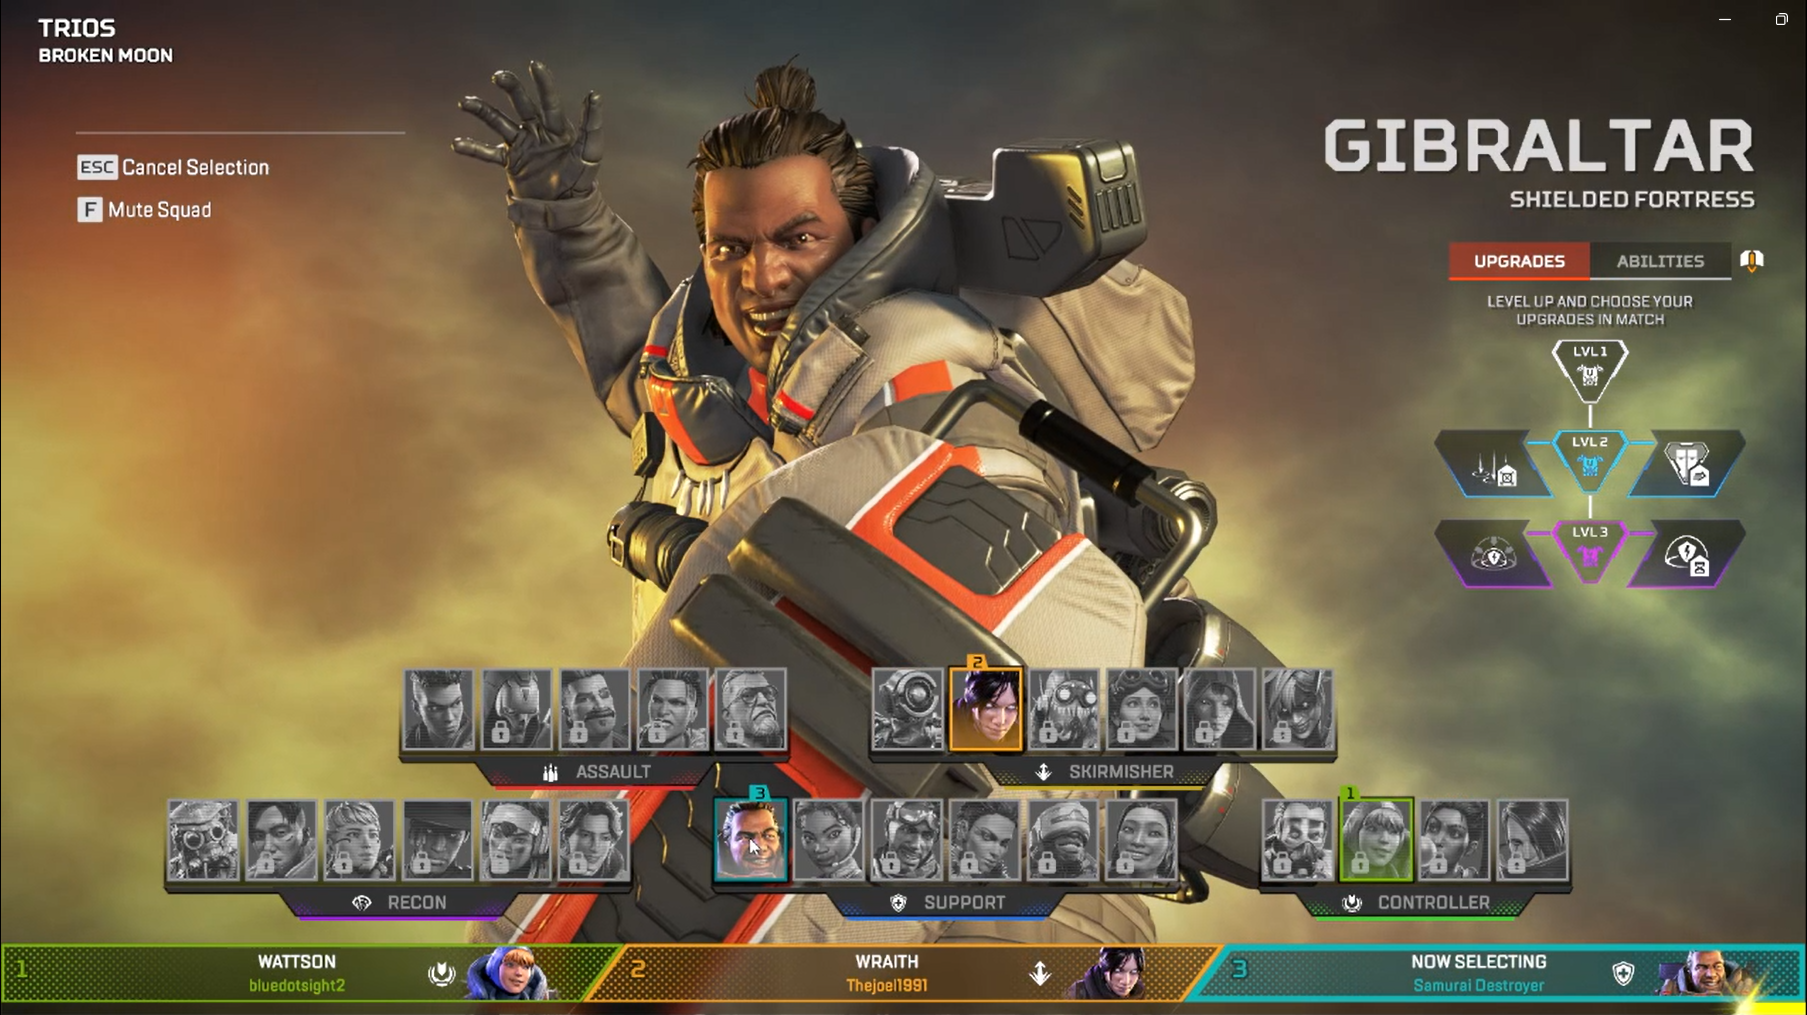 TRIOS
BROKEN MOON
ESC Cancel Selection
F Mute Squad
GIBRALTAR
SHIELDED FORTRESS
UPGRADES ABILITIES
LEVEL UP AND CHOOSE YOUR
UPGRADES IN MATCH
LVL 1
LVL 2
LVL 3
2
ASSAULT
SKIRMISHER
3
1
RECON
SUPPORT
CONTROLLER
1 WATTSON
bluedotsight2
2 WRAITH
Thejoel1991
3 NOW SELECTING
Samurai Destroyer